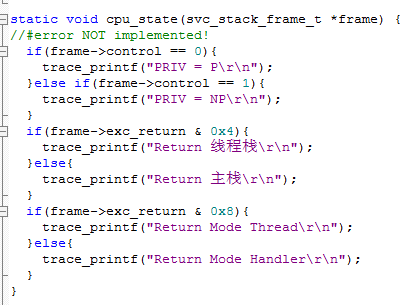 static void cpu_state(svc_stack_frame_t *frame) {
//#error NOT implemented!
  if(frame->control == 0){
    trace_printf("PRIV = P\r\n");
  }else if(frame->control == 1){
    trace_printf("PRIV = NP\r\n");
  }
  if(frame->exc_return & 0x4){
    trace_printf("Return 线程栈\r\n");
  }else{
    trace_printf("Return 主栈\r\n");
  }
  if(frame->exc_return & 0x8){
    trace_printf("Return Mode Thread\r\n");
  }else{
    trace_printf("Return Mode Handler\r\n");
  }
}